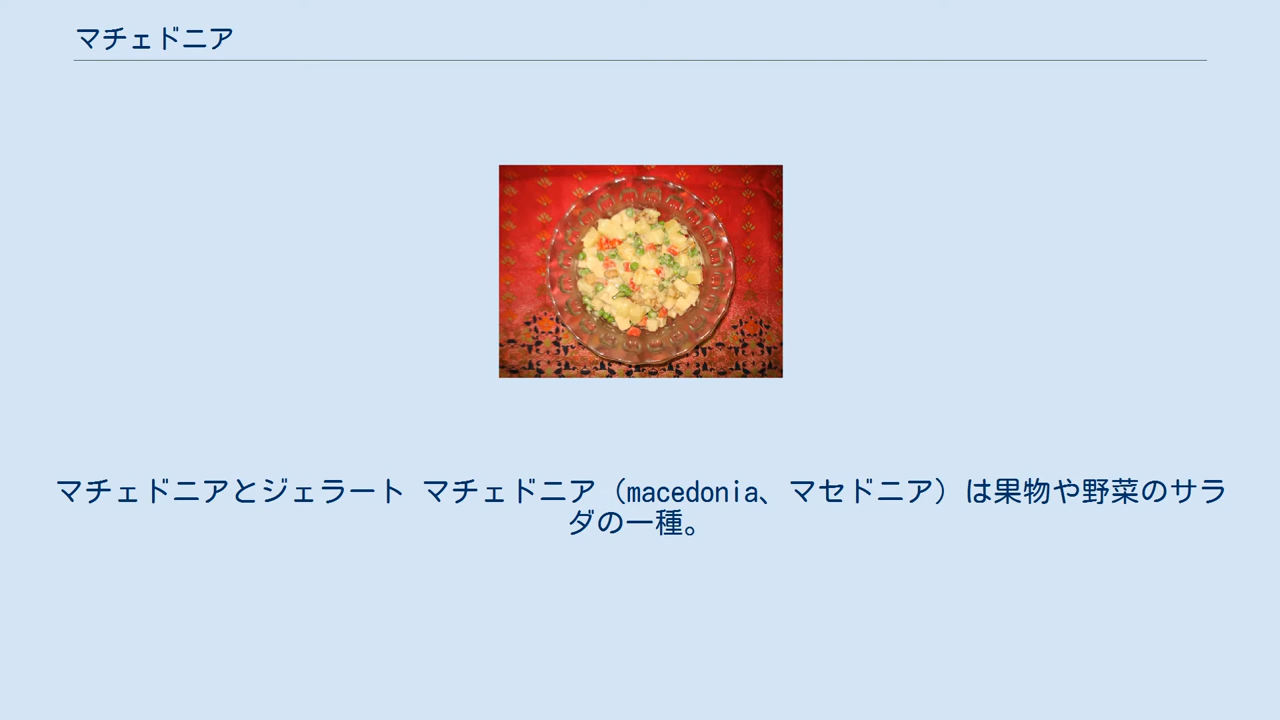 マチェドニア
マチェドニアとジェラート マチェドニア（macedonia、マセドニア）は果物や野菜のサラ
ダの一種。